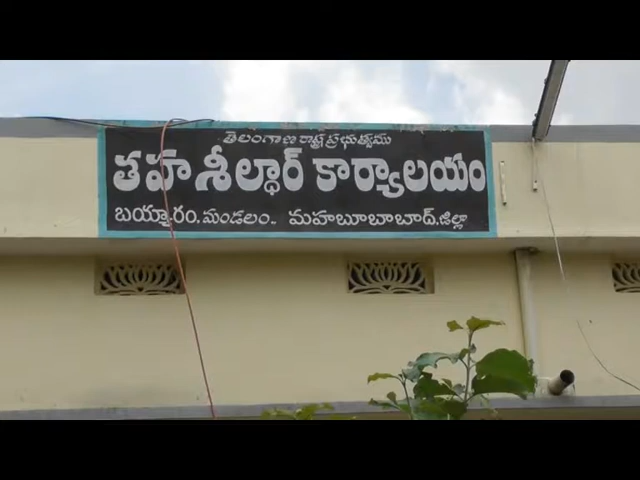 తెలంగాణ రాష్ట్ర ప్రభుత్వము
తహశీల్ధార్ కార్యాలయం
బయ్యారం.మండలం.. మహబూబాబాద్.జిల్లా